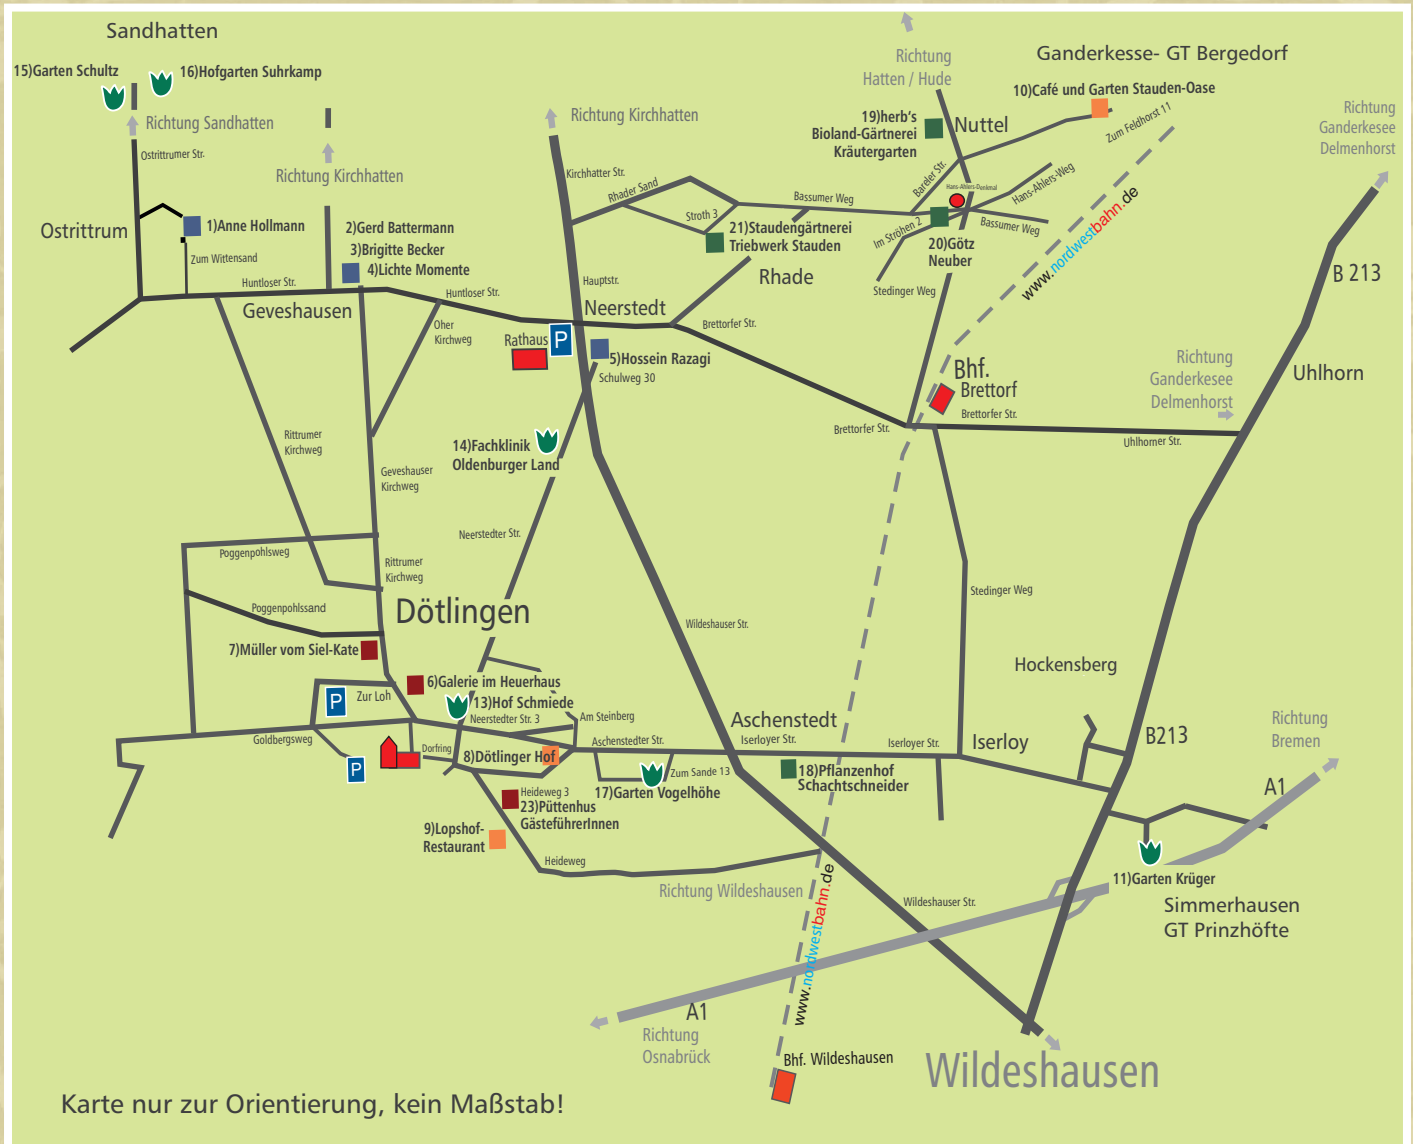 Sandhatten
15)Garten Schultz
16)Hofgarten Suhrkamp
Richtung Sandhatten
Ostrittrumer Str.
Richtung Kirchhatten
Richtung Kirchhatten
Richtung
Hatten / Hude
Ganderkesse- GT Bergedorf
10)Café und Garten Stauden-Oase
Zum Feldhorst 11
19)herb's
Bioland-Gärtnerei
Kräutergarten
Nuttel
Richtung
Ganderkesee
Delmenhorst
Kirchhatter Str.
Rhader Sand
Stroth 3
Bassumer Weg
Bareler Str.
Hans-Ahlers-Denkmal
Hans-Ahlers-Weg
Bassumer Weg
Im Ströhen 2
Ostrittrum
1)Anne Hollmann
Zum Wittensand
2)Gerd Battermann
3)Brigitte Becker
4)Lichte Momente
21)Staudengärtnerei
Triebwerk Stauden
20)Götz
Neuber
www.nordwestbahn.de
Rhade
Stedinger Weg
B 213
Huntloser Str.
Huntloser Str.
Hauptstr.
Geveshausen
Neerstedt
Oher
Kirchweg
Rathaus
P
Brettorfer Str.
5)Hossein Razagi
Schulweg 30
Bhf.
Brettorf
Richtung
Ganderkesee
Delmenhorst
Uhlhorn
Brettorfer Str.
Brettorfer Str.
Uhlhorner Str.
Rittrumer
Kirchweg
14)Fachklinik
Oldenburger Land
Geveshauser
Kirchweg
Neerstedter Str.
Poggenpohlsweg
Rittrumer
Kirchweg
Stedinger Weg
Poggenpohlssand
Dötlingen
Wildeshauser Str.
7)Müller vom Siel-Kate
Hockensberg
6)Galerie im Heuerhaus
P
Zur Loh
13)Hof Schmiede
Neerstedter Str. 3
Am Steinberg
Aschenstedt
Goldbergsweg
Dorfring
Aschenstedter Str.
Iserloyer Str.
Iserloyer Str.
Iserloy
B213
Richtung
Bremen
8)Dötlinger Hof
P
Zum Sande 13
18)Pflanzenhof
Schachtschneider
A1
Heideweg 3
23)Püttenhus
GästeführerInnen
17)Garten Vogelhöhe
9)Lopshof-
Restaurant
Heideweg
Richtung Wildeshausen
11)Garten Krüger
Wildeshauser Str.
Simmerhausen
GT Prinzhöfte
www.nordwestbahn.de
A1
Richtung
Osnabrück
Bhf. Wildeshausen
Wildeshausen
Karte nur zur Orientierung, kein Maßstab!